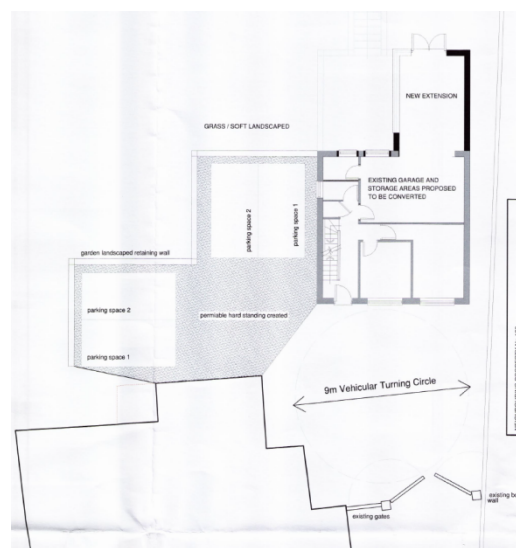 NEW EXTENSION
GRASS / SOFT LANDSCAPED
EXISTING GARAGE AND
STORAGE AREAS PROPOSED
TO BE CONVERTED
parking space 2
parking space 1
garden landscaped retaining wall
parking space 2
permiable hard standing created
parking space 1
9m Vehicular Turning Circle
existing
wall
existing gates